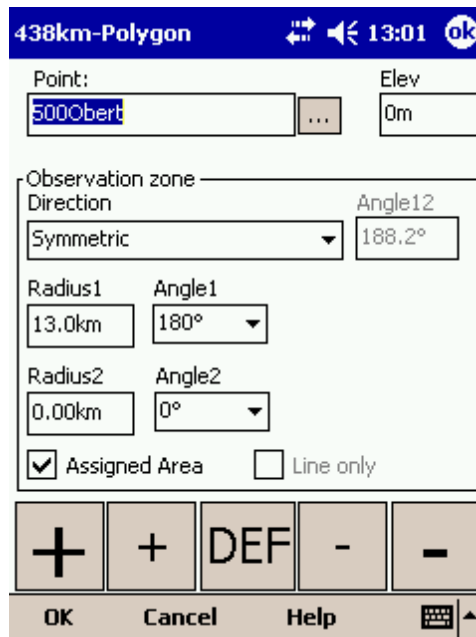 438km-Polygon 13:01 ok
Point: Elev
500Obert ... 0m
Observation zone
Direction Angle12
Symmetric 188.2°
Radius1 Angle1
13.0km 180°
Radius2 Angle2
0.00km 0°
Assigned Area Line only
+ + DEF - -
OK Cancel Help